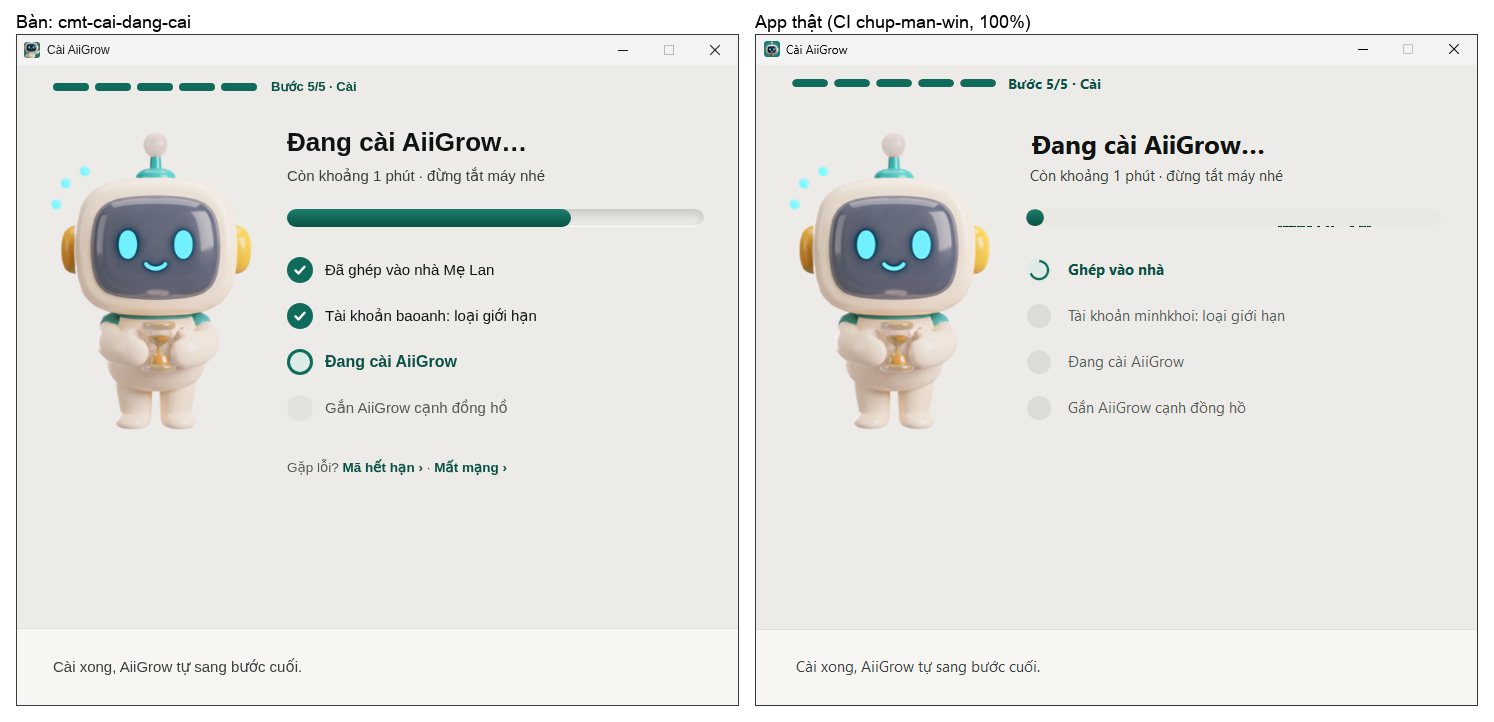 Bàn: cmt-cai-dang-cai
Cài AiiGrow
Bước 5/5 · Cài
Đang cài AiiGrow…
Còn khoảng 1 phút · đừng tắt máy nhé
Đã ghép vào nhà Mẹ Lan
Tài khoản baoanh: loại giới hạn
Đang cài AiiGrow
Gắn AiiGrow cạnh đồng hồ
Gặp lỗi? Mã hết hạn › · Mất mạng ›
Cài xong, AiiGrow tự sang bước cuối.
App thật (CI chup-man-win, 100%)
Cài AiiGrow
Bước 5/5 · Cài
Đang cài AiiGrow...
Còn khoảng 1 phút · đừng tắt máy nhé
Ghép vào nhà
Tài khoản minhkhoi: loại giới hạn
Đang cài AiiGrow
Gắn AiiGrow cạnh đồng hồ
Cài xong, AiiGrow tự sang bước cuối.